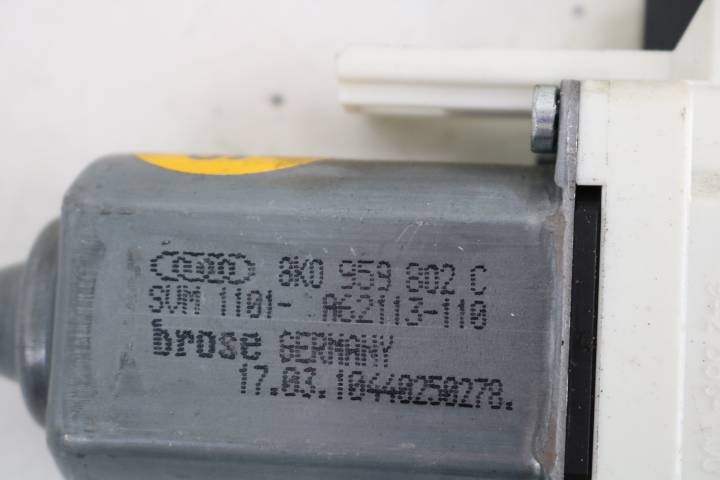 8K0 959 802 C
SVM 1101- A62113-110
brose GERMANY
17.03.10440250278.